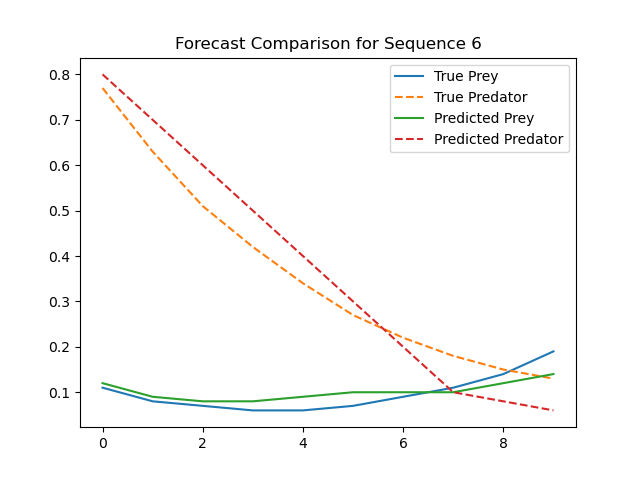 Forecast Comparison for Sequence 6
True Prey
True Predator
Predicted Prey
Predicted Predator
0.8
0.7
0.6
0.5
0.4
0.3
0.2
0.1
0 2 4 6 8